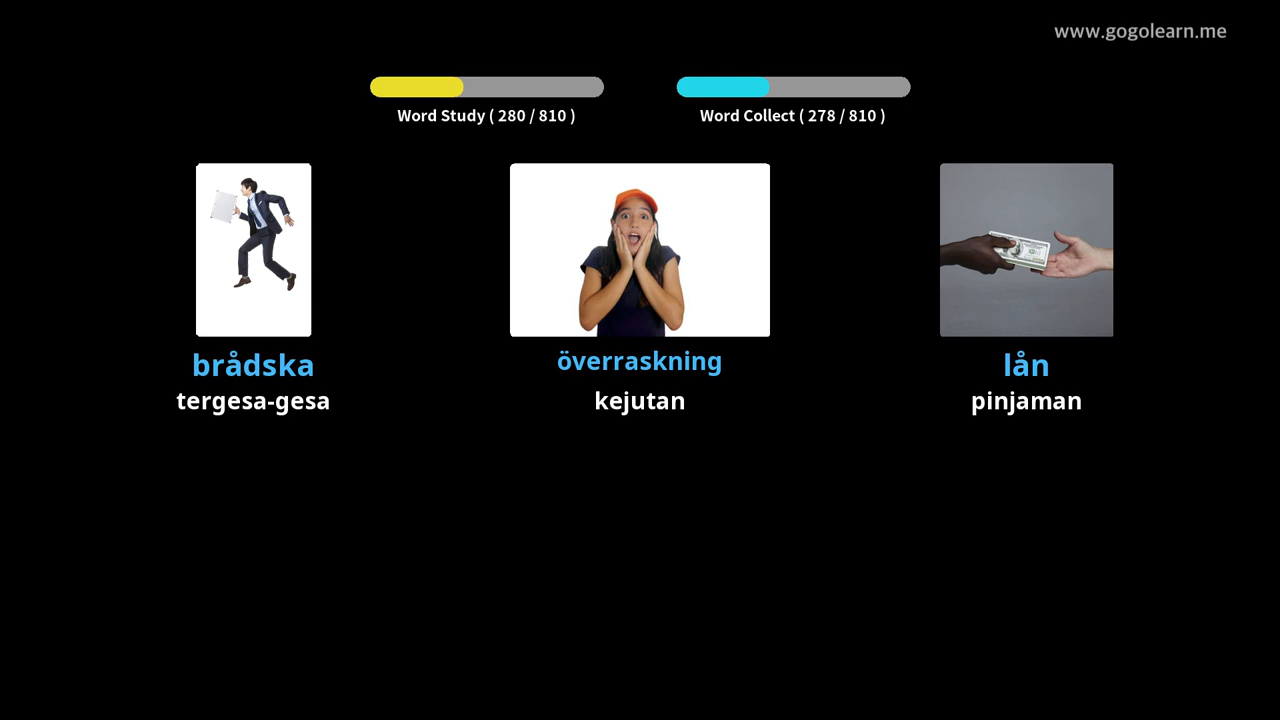 www.gogolearn.me
Word Study ( 280 / 810 )
Word Collect ( 278 / 810 )
brådska
tergesa-gesa
överraskning
kejutan
lån
pinjaman